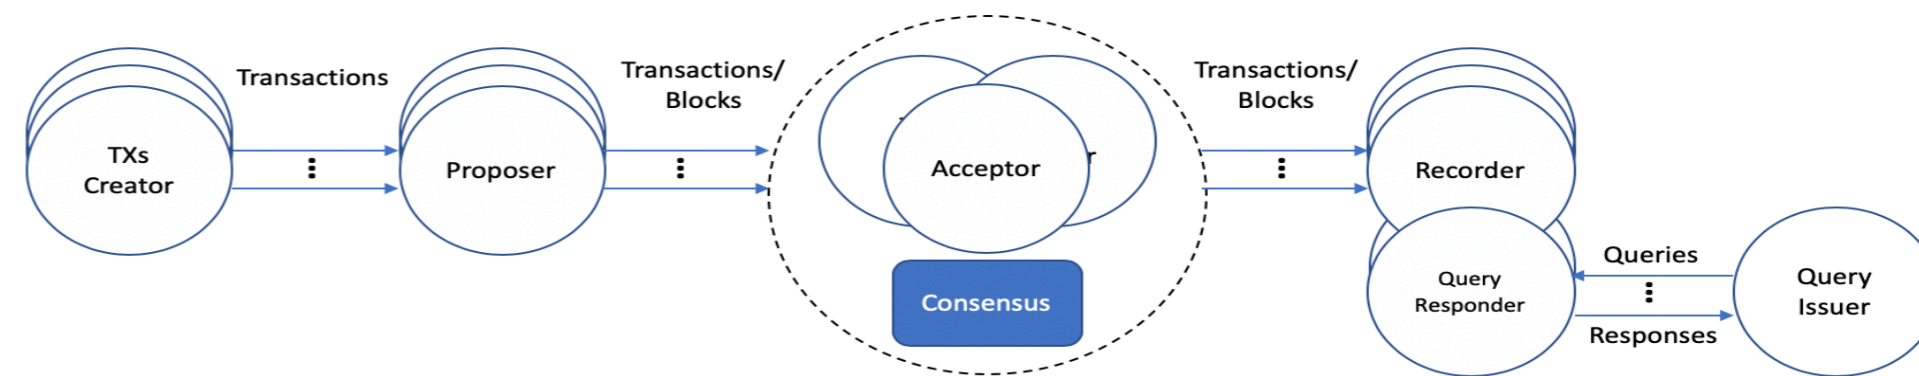 Transactions
Transactions/
Blocks
Transactions/
Blocks
TXs
Creator
Proposer
Acceptor
Recorder
Consensus
Queries
Query
Responder
Query
Issuer
Responses